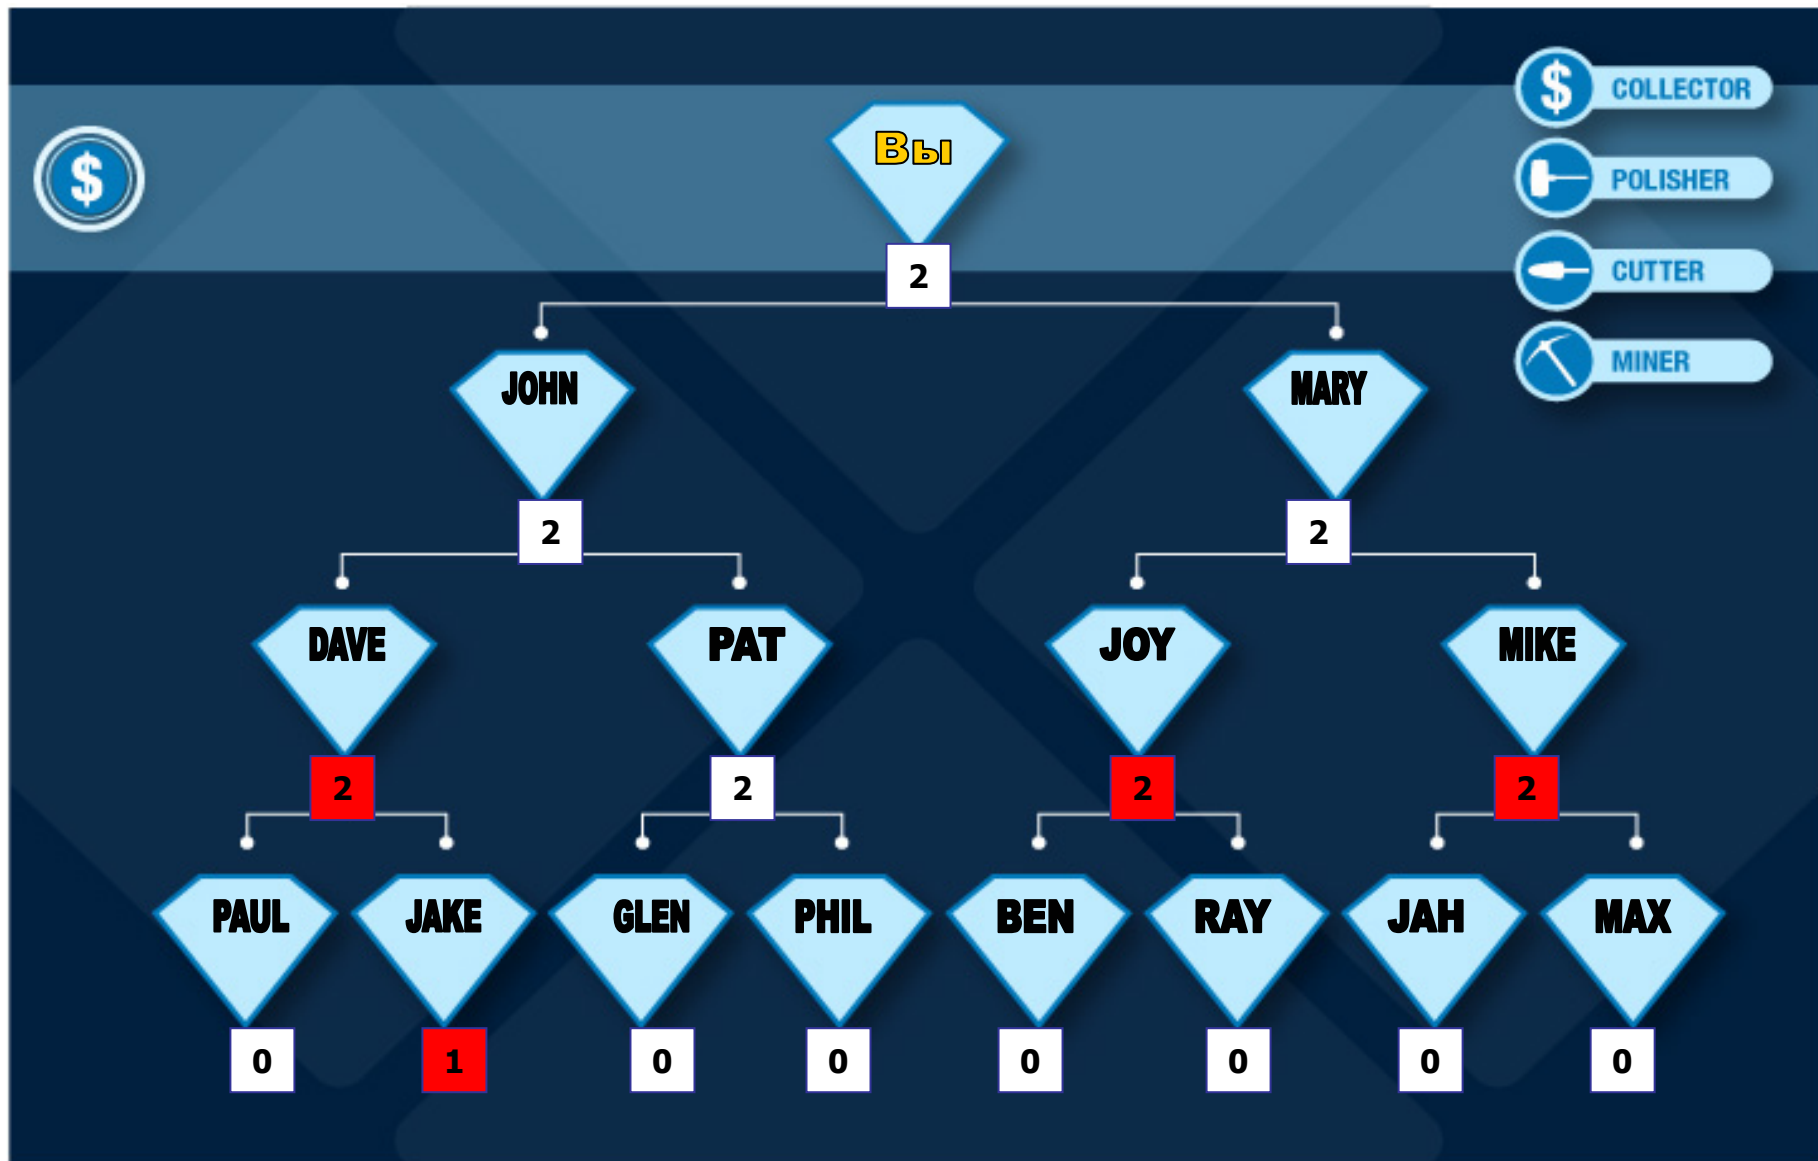 $
Вы
2
$ COLLECTOR
POLISHER
CUTTER
MINER
JOHN
MARY
2
2
DAVE
PAT
JOY
MIKE
2
2
2
2
PAUL
JAKE
GLEN
PHIL
BEN
RAY
JAH
MAX
0
1
0
0
0
0
0
0